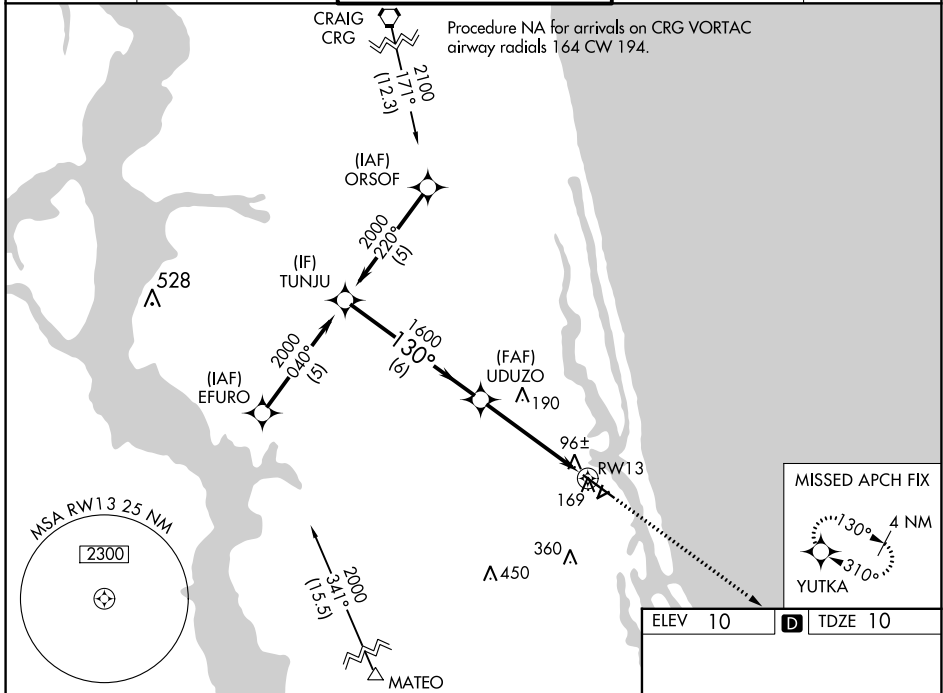 CRAIG
CRG
Procedure NA for arrivals on CRG VORTAC
airway radials 164 CW 194.
2100
171°
(12.3)
(IAF)
ORSOF
2000
220°
(5)
(IF)
TUNJU
528
1600
130°
(6)
2000
040°
(5)
(IAF)
EFURO
(FAF)
UDUZO
190
96±
RW13
169
MISSED APCH FIX
130°
4 NM
310°
YUTKA
MSA RW13 25 NM
2300
360
450
2000
341°
(15.5)
MATEO
ELEV 10
D
TDZE 10